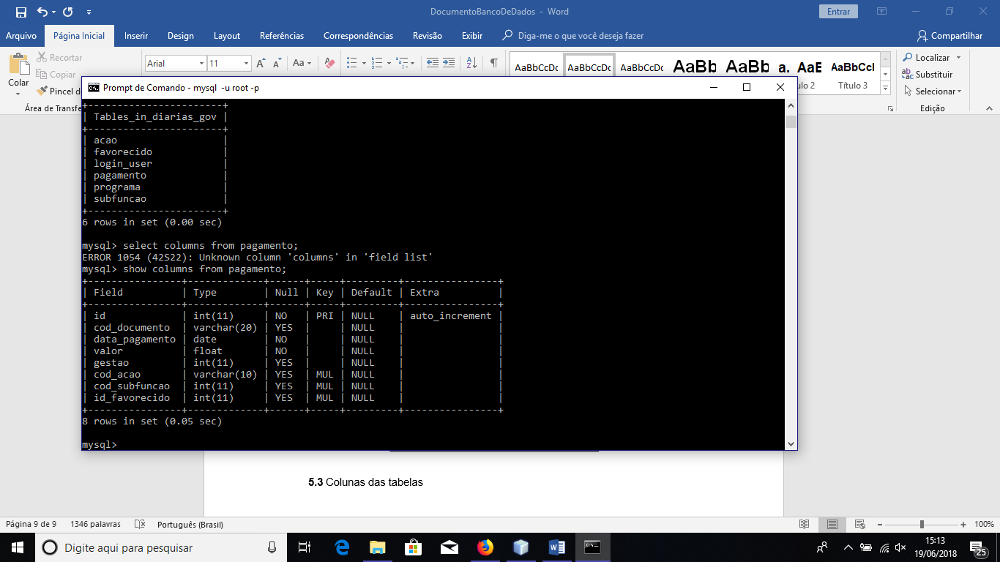 DocumentoBancoDeDados - Word
Entrar
Arquivo Página Inicial Inserir Design Layout Referências Correspondências Revisão Exibir Diga-me o que você deseja fazer Compartilhar
Colar
Recortar
Copiar
Pincel d
Área de Transfe
Arial 11
AaBbCcDc AaBbCcDc AaBbCcDc AaBb AaBb a. AaE AaBbCcI
ulo 2 Título 3
Localizar
Substituir
Selecionar
Edição
Prompt de Comando - mysql -u root -p
+-----------------------+
| Tables_in_diarias_gov |
+-----------------------+
| acao |
| favorecido |
| login_user |
| pagamento |
| programa |
| subfuncao |
+-----------------------+
6 rows in set (0.00 sec)
mysql> select columns from pagamento;
ERROR 1054 (42S22): Unknown column 'columns' in 'field list'
mysql> show columns from pagamento;
+----------------+-------------+------+-----+---------+----------------+
| Field | Type | Null | Key | Default | Extra |
+----------------+-------------+------+-----+---------+----------------+
| id | int(11) | NO | PRI | NULL | auto_increment |
| cod_documento | varchar(20) | YES | | NULL | |
| data_pagamento | date | NO | | NULL | |
| valor | float | NO | | NULL | |
| gestao | int(11) | YES | | NULL | |
| cod_acao | varchar(10) | YES | MUL | NULL | |
| cod_subfuncao | int(11) | YES | MUL | NULL | |
| id_favorecido | int(11) | YES | MUL | NULL | |
+----------------+-------------+------+-----+---------+----------------+
8 rows in set (0.05 sec)
mysql>
5.3 Colunas das tabelas
Página 9 de 9 1346 palavras Português (Brasil) 100%
Digite aqui para pesquisar
15:13
19/06/2018
25